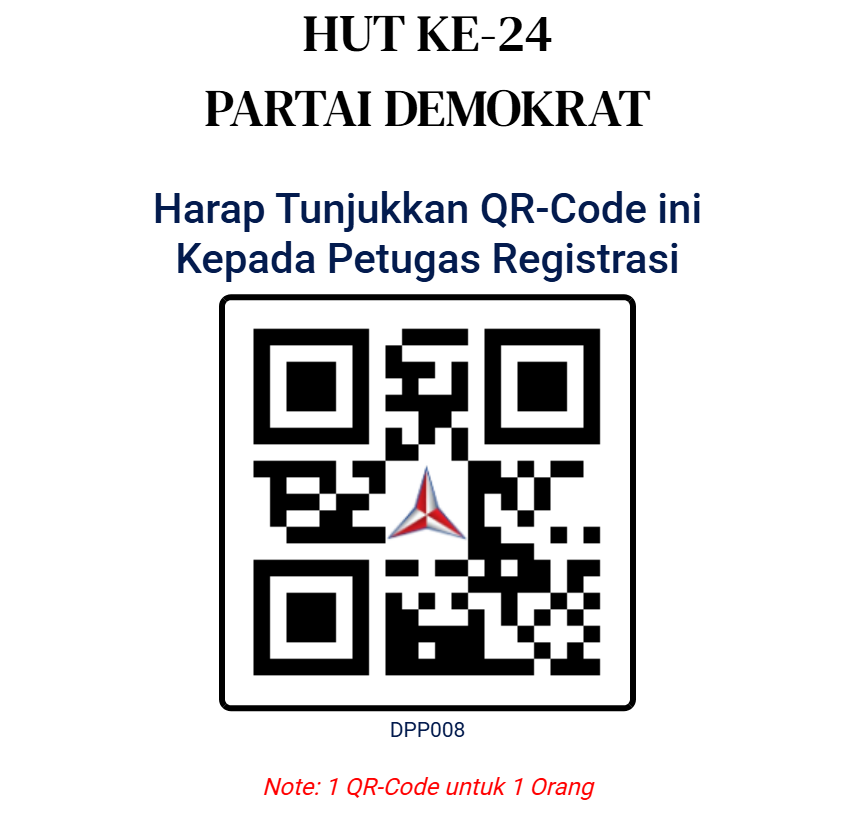 HUT KE-24
PARTAI DEMOKRAT
Harap Tunjukkan QR-Code ini
Kepada Petugas Registrasi
DPP008
Note: 1 QR-Code untuk 1 Orang